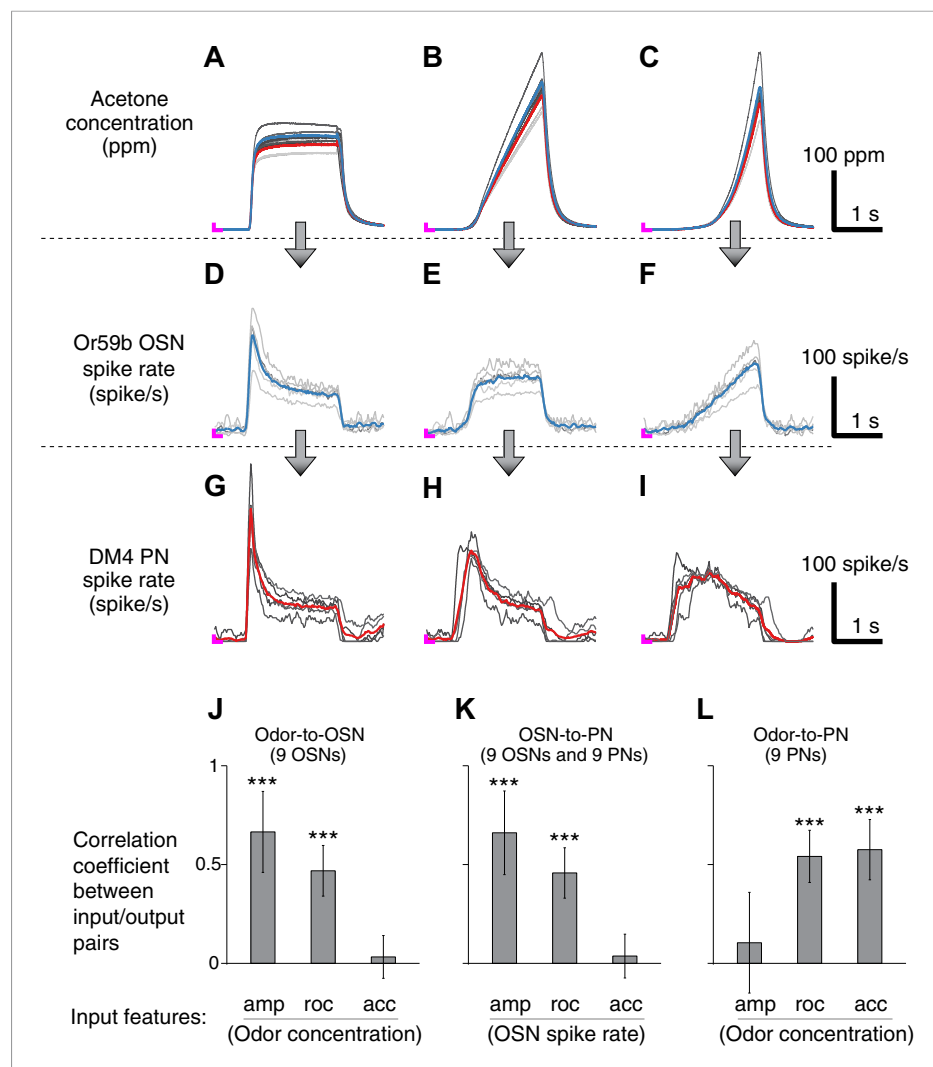 A
B
C
Acetone
concentration
(ppm)
100 ppm
1 s
D
E
F
Or59b OSN
spike rate
(spike/s)
100 spike/s
1 s
G
H
I
DM4 PN
spike rate
(spike/s)
100 spike/s
1 s
J
K
L
Odor-to-OSN
(9 OSNs)
OSN-to-PN
(9 OSNs and 9 PNs)
Odor-to-PN
(9 PNs)
Correlation
coefficient
between
input/output
pairs
1
0.5
0
***
***
***
***
***
***
Input features:
amp roc acc
(Odor concentration)
amp roc acc
(OSN spike rate)
amp roc acc
(Odor concentration)